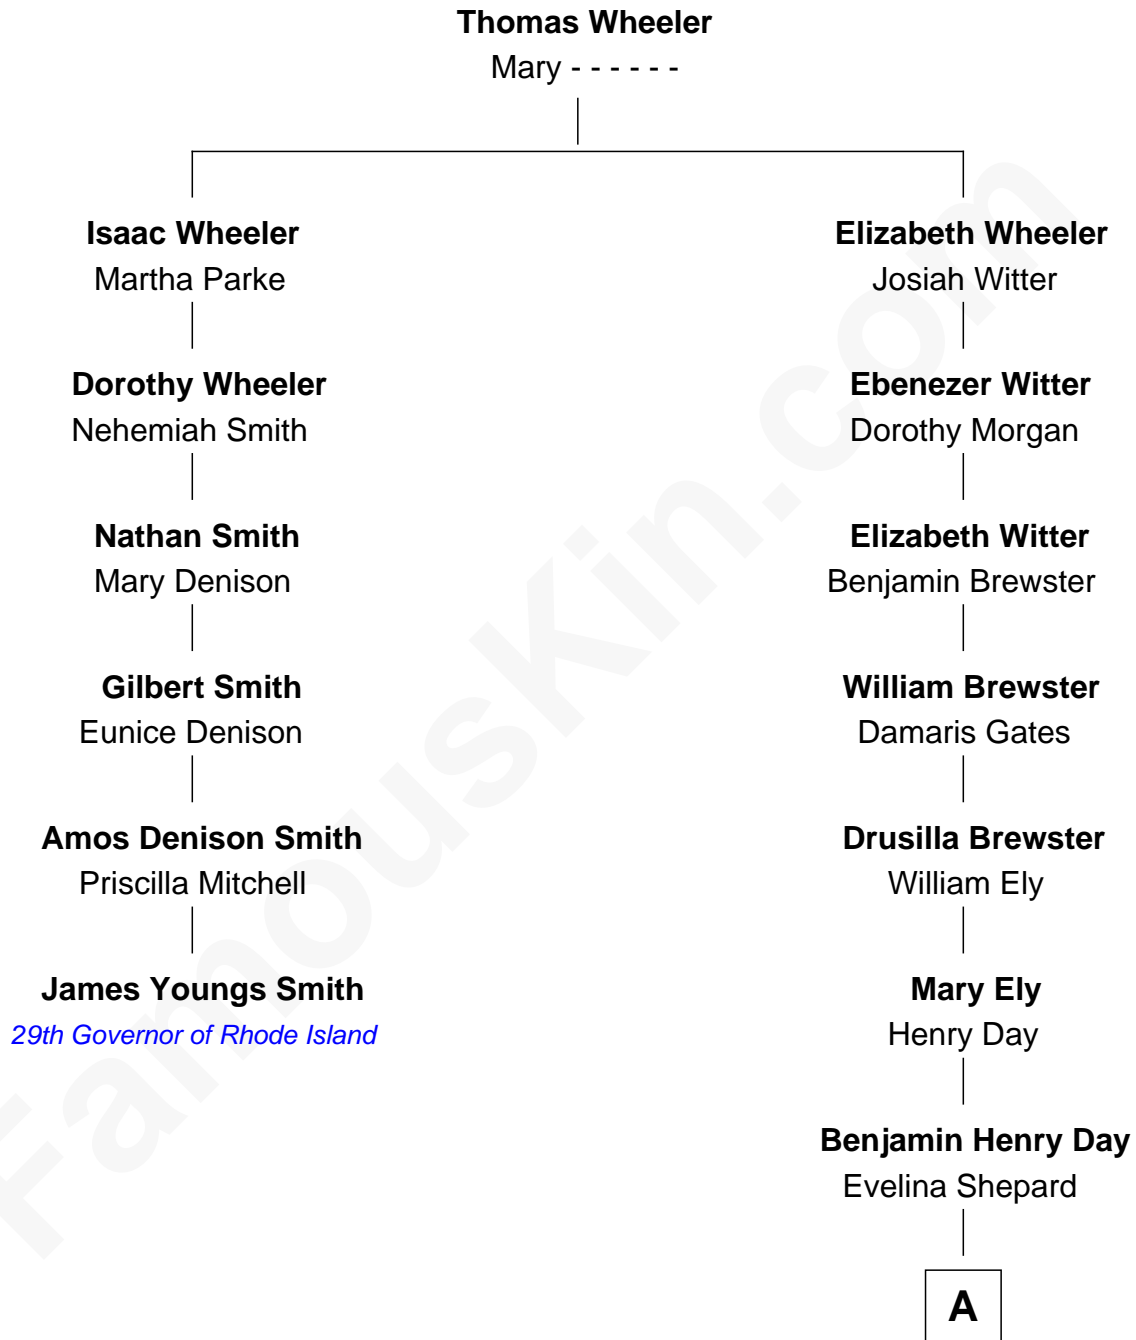 Thomas Wheeler
Mary - - - - - -
Isaac Wheeler
Martha Parke
Elizabeth Wheeler
Josiah Witter
Dorothy Wheeler
Nehemiah Smith
Ebenezer Witter
Dorothy Morgan
Nathan Smith
Mary Denison
Elizabeth Witter
Benjamin Brewster
Gilbert Smith
Eunice Denison
William Brewster
Damaris Gates
Amos Denison Smith
Priscilla Mitchell
Drusilla Brewster
William Ely
James Youngs Smith
29th Governor of Rhode Island
Mary Ely
Henry Day
Benjamin Henry Day
Evelina Shepard
A
FamousKin.com